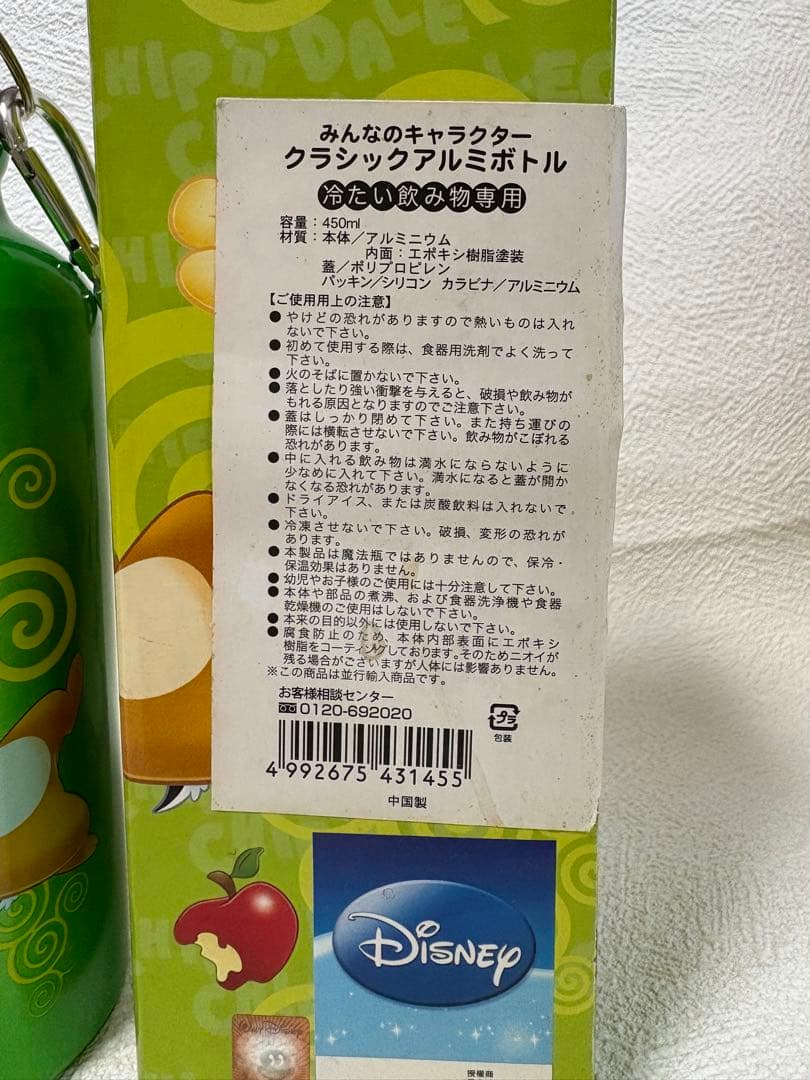 CHIP 'n' DALE
みんなのキャラクター
クラシックアルミボトル
冷たい飲み物専用
容量：450ml
材質：本体／アルミニウム
内面：エポキシ樹脂塗装
蓋／ポリプロピレン
パッキン／シリコン カラビナ／アルミニウム
【ご使用用上の注意】
●やけどの恐れがありますので熱いものは入れ
ないで下さい。
●初めて使用する際は、食器用洗剤でよく洗って
下さい。
●火のそばに置かないで下さい。
●落としたり強い衝撃を与えると、破損や飲み物が
もれる原因となりますのでご注意下さい。
●蓋はしっかり閉めて下さい。また持ち運びの
際には横転させないで下さい。飲み物がこぼれる
恐れがあります。
●中に入れる飲み物は満水にならないように
少なめに入れて下さい。満水になると蓋が開か
なくなる恐れがあります。
●ドライアイス、または炭酸飲料は入れないで
下さい。
●冷凍させないで下さい。破損、変形の恐れが
あります。
●本製品は魔法瓶ではありませんので、保冷・
保温効果はありません。
●幼児やお子様のご使用には十分注意して下さい。
●本体や部品の煮沸、および食器洗浄機や食器
乾燥機のご使用はしないで下さい。
●本来の目的以外には使用しないで下さい。
●腐食防止のため、本体内部表面にエポキシ
樹脂をコーティングしております。そのためニオイが
残る場合がございますが人体には影響ありません。
※この商品は並行輸入商品です。
お客様相談センター
0120-692020
プラ
包装
4 992675 431455
中国製
DISNEY
WALT DISNEY
授權商